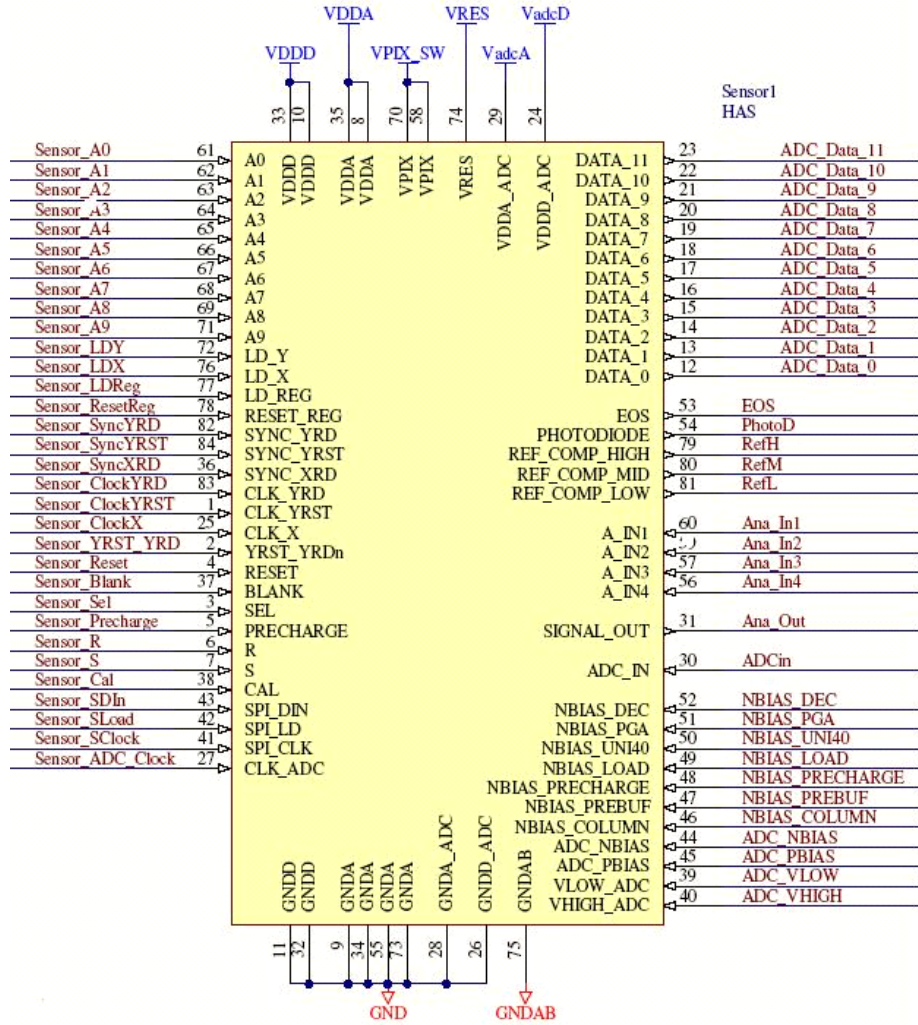 VDDA VRES VadcD
VDDD VPIX_SW VadcA
33 10 35 8 70 58 74 29 24
Sensor1
HAS
VDDD VDDD VDDA VDDA VPIX VPIX VRES VDDA_ADC VDDD_ADC
Sensor_A0 61 A0 DATA_11 23 ADC_Data_11
Sensor_A1 62 A1 DATA_10 22 ADC_Data_10
Sensor_A2 63 A2 DATA_9 21 ADC_Data_9
Sensor_A3 64 A3 DATA_8 20 ADC_Data_8
Sensor_A4 65 A4 DATA_7 19 ADC_Data_7
Sensor_A5 66 A5 DATA_6 18 ADC_Data_6
Sensor_A6 67 A6 DATA_5 17 ADC_Data_5
Sensor_A7 68 A7 DATA_4 16 ADC_Data_4
Sensor_A8 69 A8 DATA_3 15 ADC_Data_3
Sensor_A9 71 A9 DATA_2 14 ADC_Data_2
Sensor_LDY 72 LD_Y DATA_1 13 ADC_Data_1
Sensor_LDX 76 LD_X DATA_0 12 ADC_Data_0
Sensor_LDReg 77 LD_REG
Sensor_ResetReg 78 RESET_REG EOS 53 EOS
Sensor_SyncYRD 82 SYNC_YRD PHOTODIODE 54 PhotoD
Sensor_SyncYRST 84 SYNC_YRST REF_COMP_HIGH 79 RefH
Sensor_SyncXRD 36 SYNC_XRD REF_COMP_MID 80 RefM
Sensor_ClockYRD 83 CLK_YRD REF_COMP_LOW 81 RefL
Sensor_ClockYRST 1 CLK_YRST
Sensor_ClockX 25 CLK_X A_IN1 60 Ana_In1
Sensor_YRST_YRD 2 YRST_YRDn A_IN2 Ana_In2
Sensor_Reset 4 RESET A_IN3 57 Ana_In3
Sensor_Blank 37 BLANK A_IN4 56 Ana_In4
Sensor_Sel 3 SEL
Sensor_Precharge 5 PRECHARGE SIGNAL_OUT 31 Ana_Out
Sensor_R 6 R
Sensor_S 7 S ADC_IN 30 ADCin
Sensor_Cal 38 CAL
Sensor_SDIn 43 SPI_DIN NBIAS_DEC 52 NBIAS_DEC
Sensor_SLoad 42 SPI_LD NBIAS_PGA 51 NBIAS_PGA
Sensor_SClock 41 SPI_CLK NBIAS_UNI40 50 NBIAS_UNI40
Sensor_ADC_Clock 27 CLK_ADC NBIAS_LOAD 49 NBIAS_LOAD
NBIAS_PRECHARGE 48 NBIAS_PRECHARGE
NBIAS_PREBUF 47 NBIAS_PREBUF
NBIAS_COLUMN 46 NBIAS_COLUMN
ADC_NBIAS 44 ADC_NBIAS
ADC_PBIAS 45 ADC_PBIAS
VLOW_ADC 39 ADC_VLOW
VHIGH_ADC 40 ADC_VHIGH
GNDD GNDD GNDA GNDA GNDA GNDA GNDA_ADC GNDD_ADC GNDAB
11 32 9 34 55 73 28 26 75
GND GNDAB